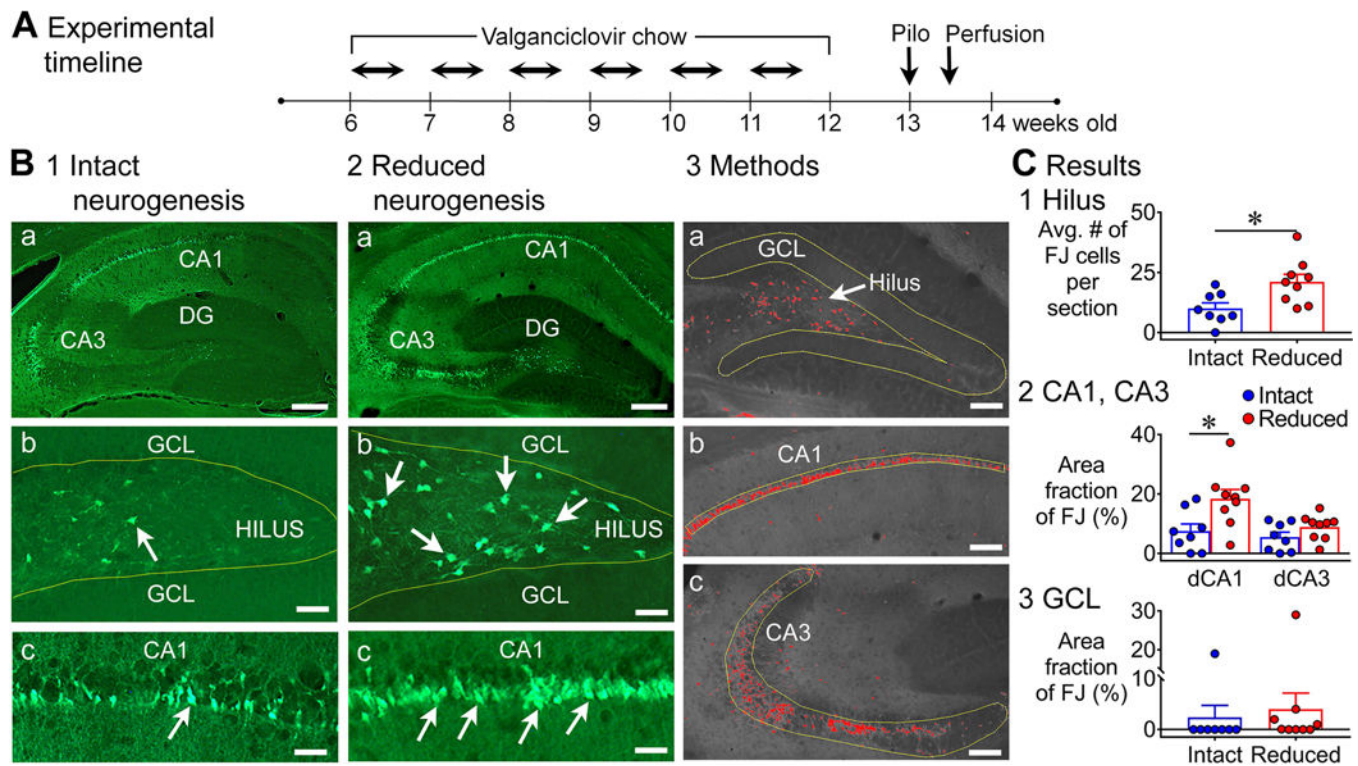 A Experimental
timeline
Valganciclovir chow
Pilo
Perfusion
6 7 8 9 10 11 12 13 14 weeks old
B 1 Intact
neurogenesis
2 Reduced
neurogenesis
3 Methods
a
CA1
DG
CA3
a
CA1
DG
CA3
a
GCL
Hilus
b
GCL
HILUS
GCL
b
GCL
HILUS
GCL
b
CA1
c
CA1
c
CA1
c
CA3
C Results
1 Hilus
Avg. # of
FJ cells
per
section
50
25
0
*
Intact Reduced
2 CA1, CA3
Intact
Reduced
Area
fraction
of FJ (%)
40
20
0
*
dCA1 dCA3
3 GCL
Area
fraction
of FJ (%)
30
20
10
0
Intact Reduced